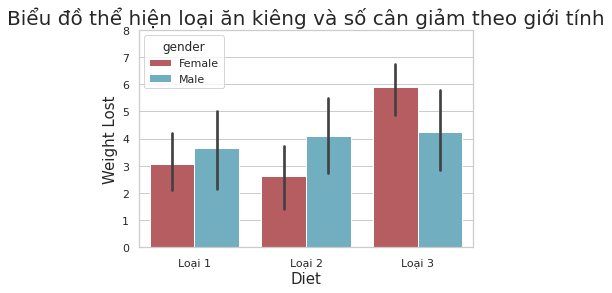 Biểu đồ thể hiện loại ăn kiêng và số cân giảm theo giới tính
8
7
6
5
4
3
2
1
0
Weight Lost
gender
Female
Male
Loại 1 Loại 2 Loại 3
Diet